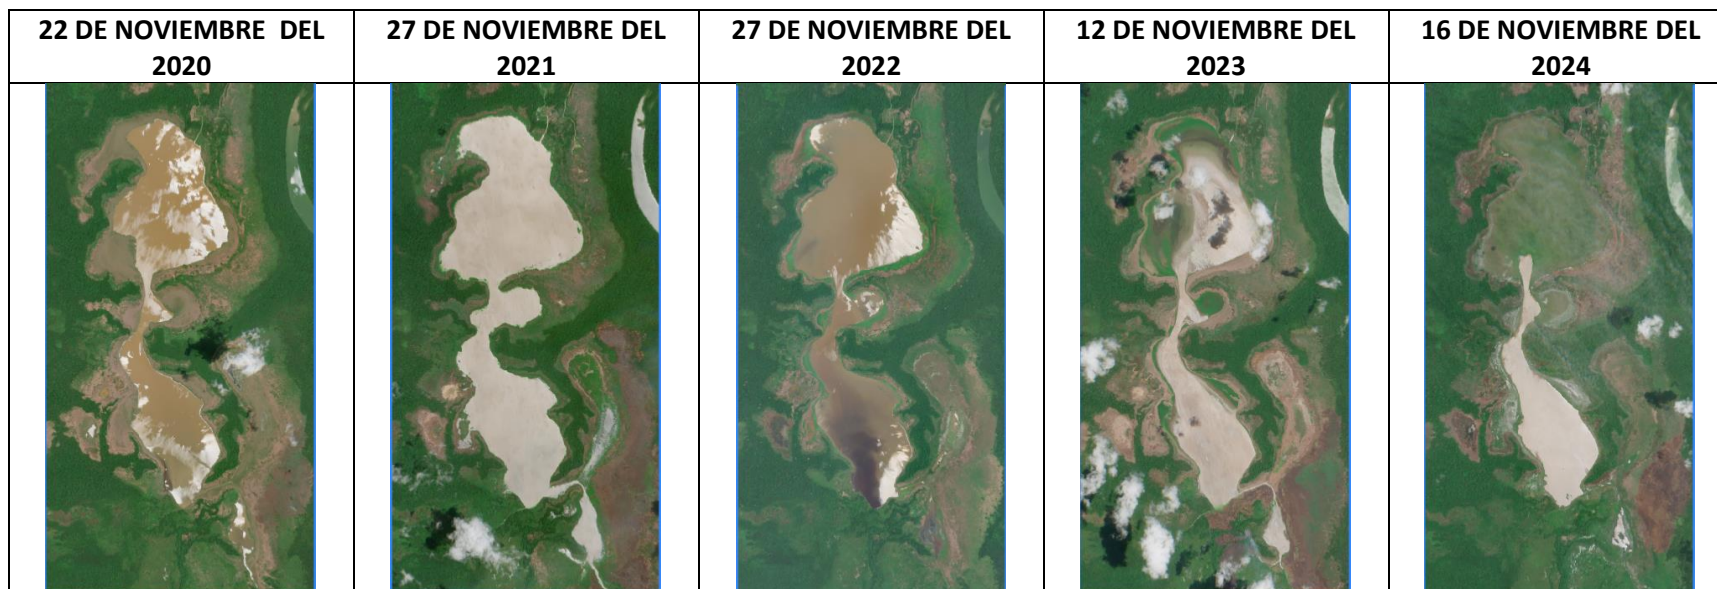 22 DE NOVIEMBRE DEL
2020
27 DE NOVIEMBRE DEL
2021
27 DE NOVIEMBRE DEL
2022
12 DE NOVIEMBRE DEL
2023
16 DE NOVIEMBRE DEL
2024